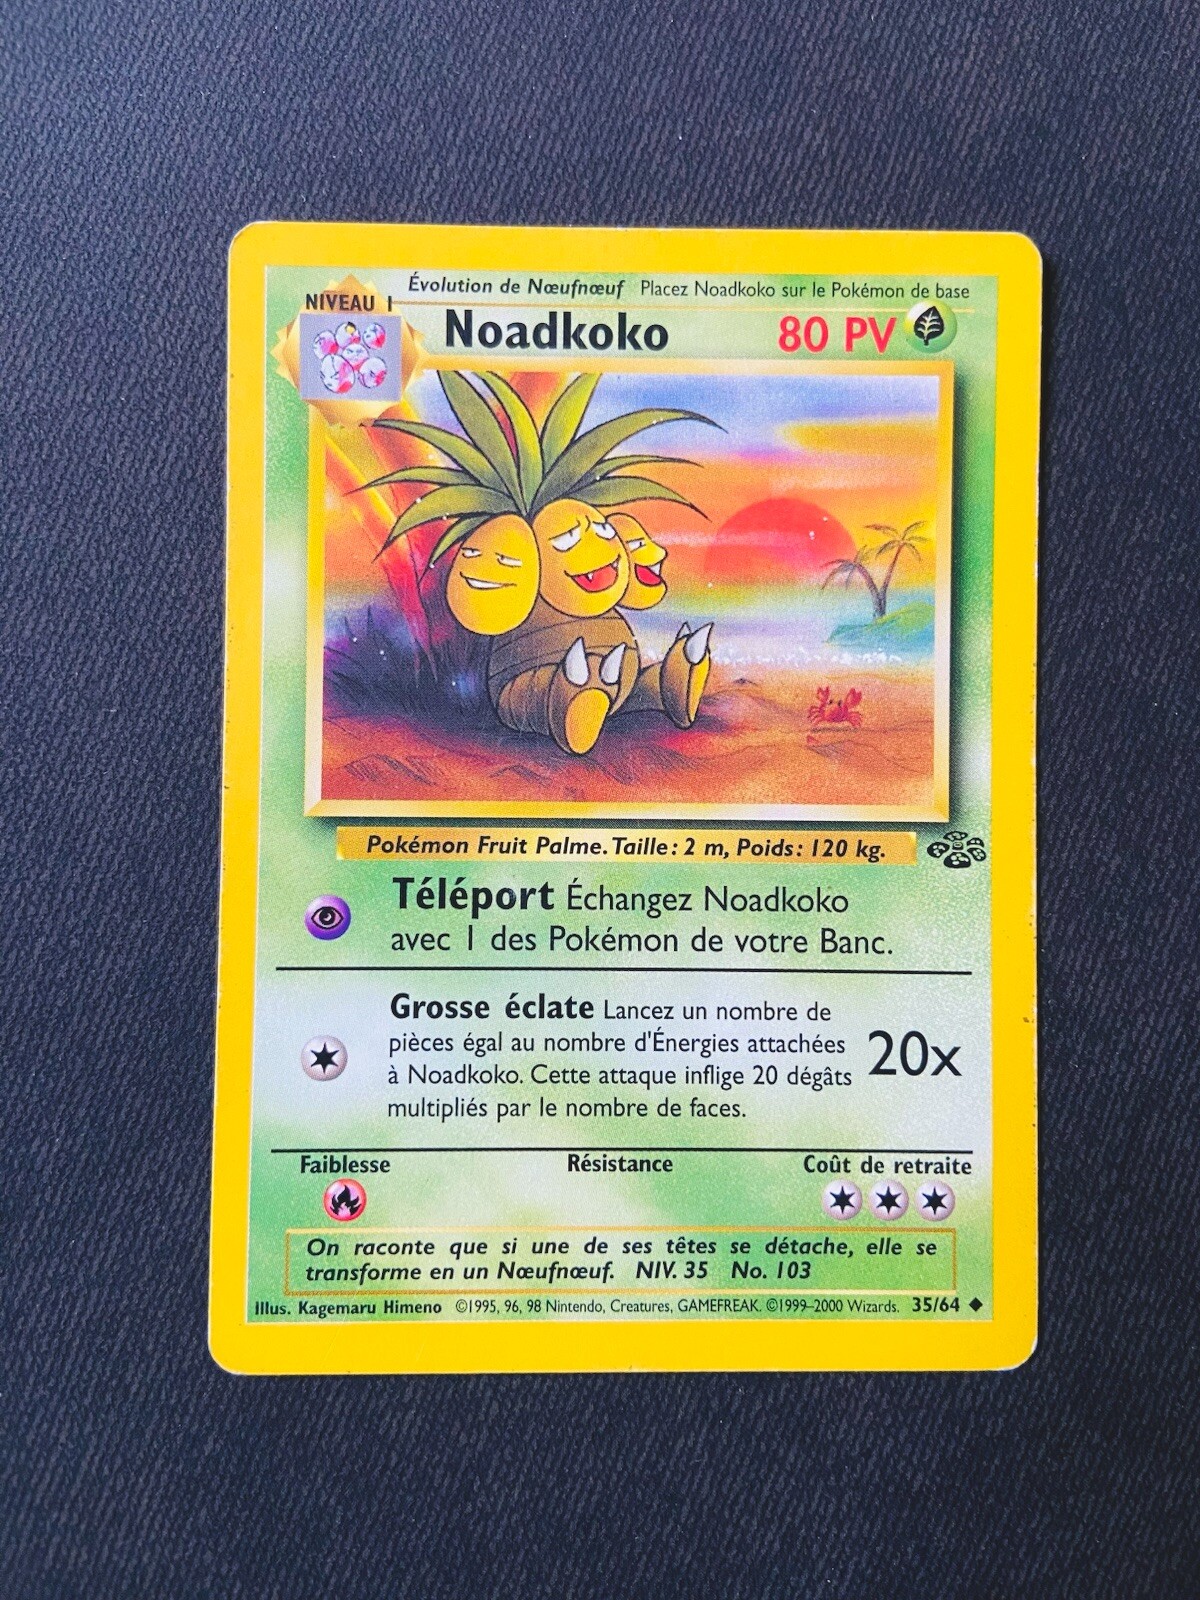 Évolution de Nœufnœuf Placez Noadkoko sur le Pokémon de base
NIVEAU 1
Noadkoko 80 PV
Pokémon Fruit Palme. Taille: 2 m, Poids: 120 kg.
Téléport Échangez Noadkoko
avec 1 des Pokémon de votre Banc.
Grosse éclate Lancez un nombre de
pièces égal au nombre d'Énergies attachées
à Noadkoko. Cette attaque inflige 20 dégâts
multipliés par le nombre de faces.
20x
Faiblesse Résistance Coût de retraite
On raconte que si une de ses têtes se détache, elle se
transforme en un Nœufnœuf. NIV. 35 No. 103
Illus. Kagemaru Himeno ©1995, 96, 98 Nintendo, Creatures, GAMEFREAK. ©1999-2000 Wizards. 35/64